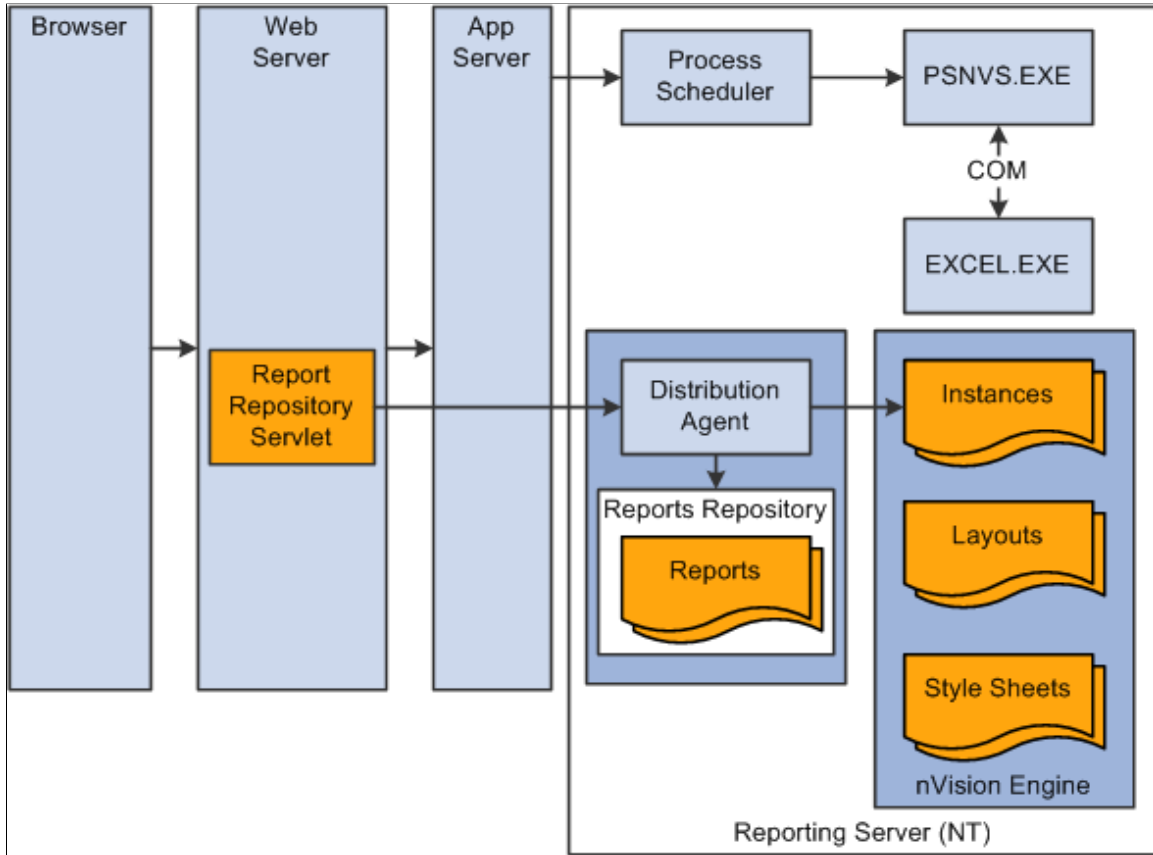 Browser
Web
Server
App
Server
Process
Scheduler
PSNVS.EXE
COM
EXCEL.EXE
Report
Repository
Servlet
Distribution
Agent
Instances
Reports Repository
Reports
Layouts
Style Sheets
nVision Engine
Reporting Server (NT)